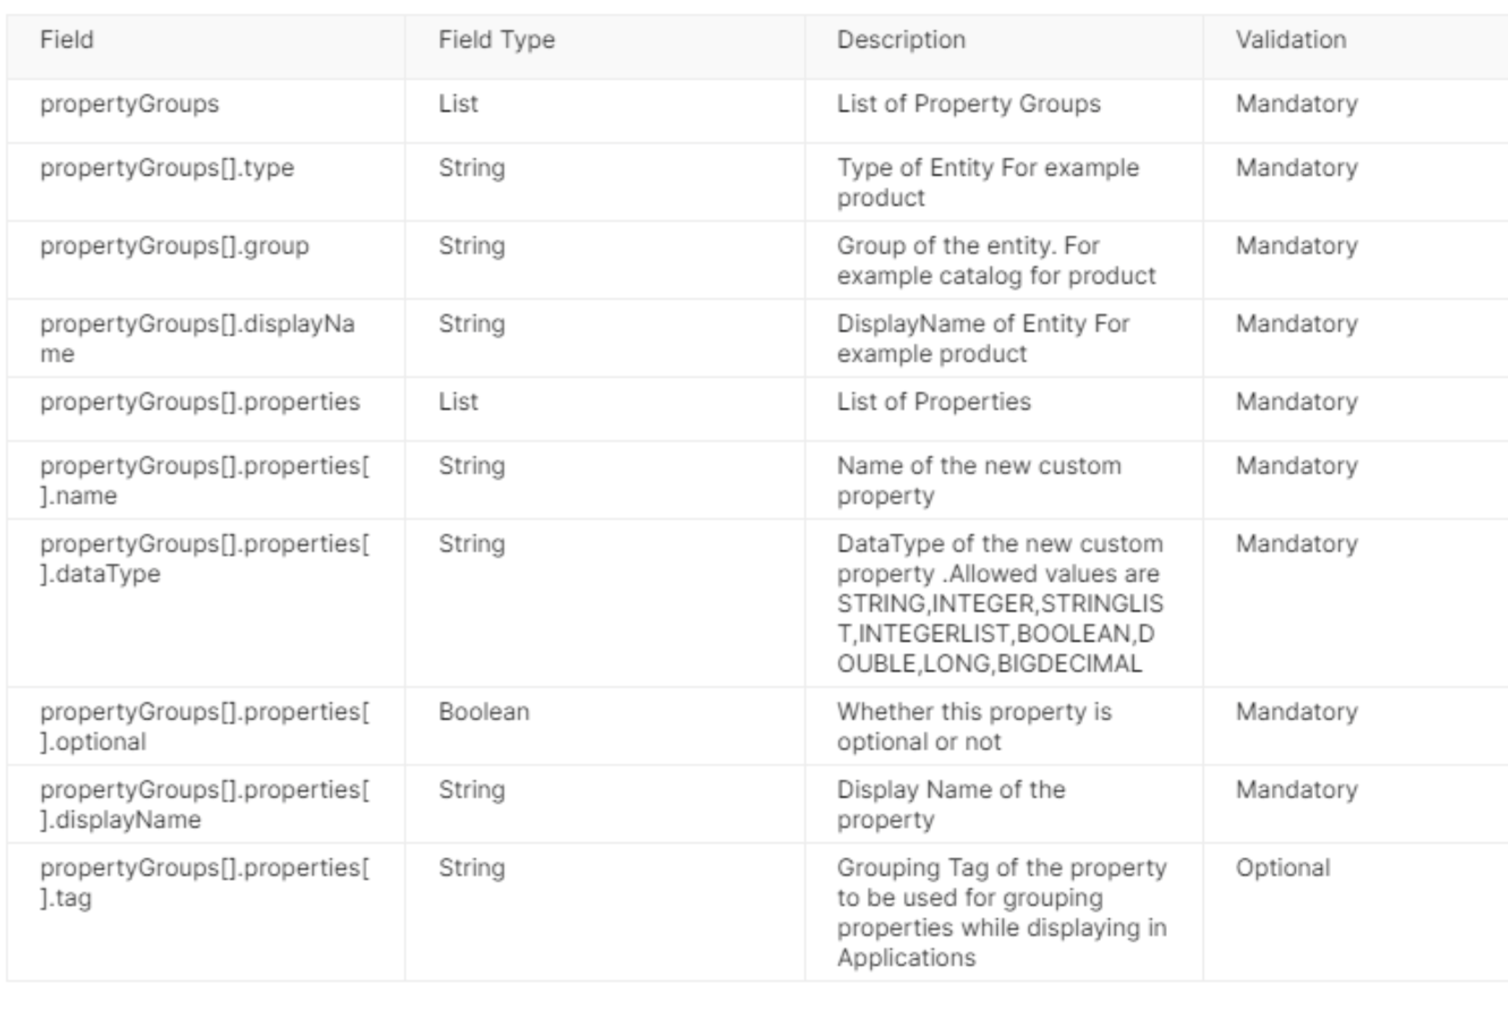 Field Field Type Description Validation
propertyGroups List List of Property Groups Mandatory
propertyGroups[].type String Type of Entity For example Mandatory
product
propertyGroups[].group String Group of the entity. For Mandatory
example catalog for product
propertyGroups[].displayNa String DisplayName of Entity For Mandatory
me example product
propertyGroups[].properties List List of Properties Mandatory
propertyGroups[].properties[ String Name of the new custom Mandatory
].name property
propertyGroups[].properties[ String DataType of the new custom Mandatory
].dataType property .Allowed values are
STRING,INTEGER,STRINGLIS
T,INTEGERLIST,BOOLEAN,D
OUBLE,LONG,BIGDECIMAL
propertyGroups[].properties[ Boolean Whether this property is Mandatory
].optional optional or not
propertyGroups[].properties[ String Display Name of the Mandatory
].displayName property
propertyGroups[].properties[ String Grouping Tag of the property Optional
].tag to be used for grouping
properties while displaying in
Applications